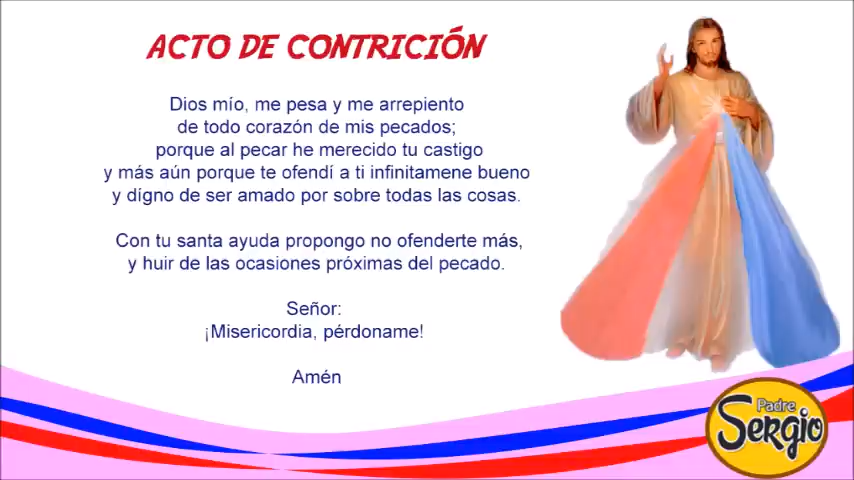 ACTO DE CONTRICIÓN
Dios mío, me pesa y me arrepiento
de todo corazón de mis pecados;
porque al pecar he merecido tu castigo
y más aún porque te ofendí a ti infinitamene bueno
y dígno de ser amado por sobre todas las cosas.
Con tu santa ayuda propongo no ofenderte más,
y huir de las ocasiones próximas del pecado.
Señor:
¡Misericordia, pérdoname!
Amén
Padre
Sergio